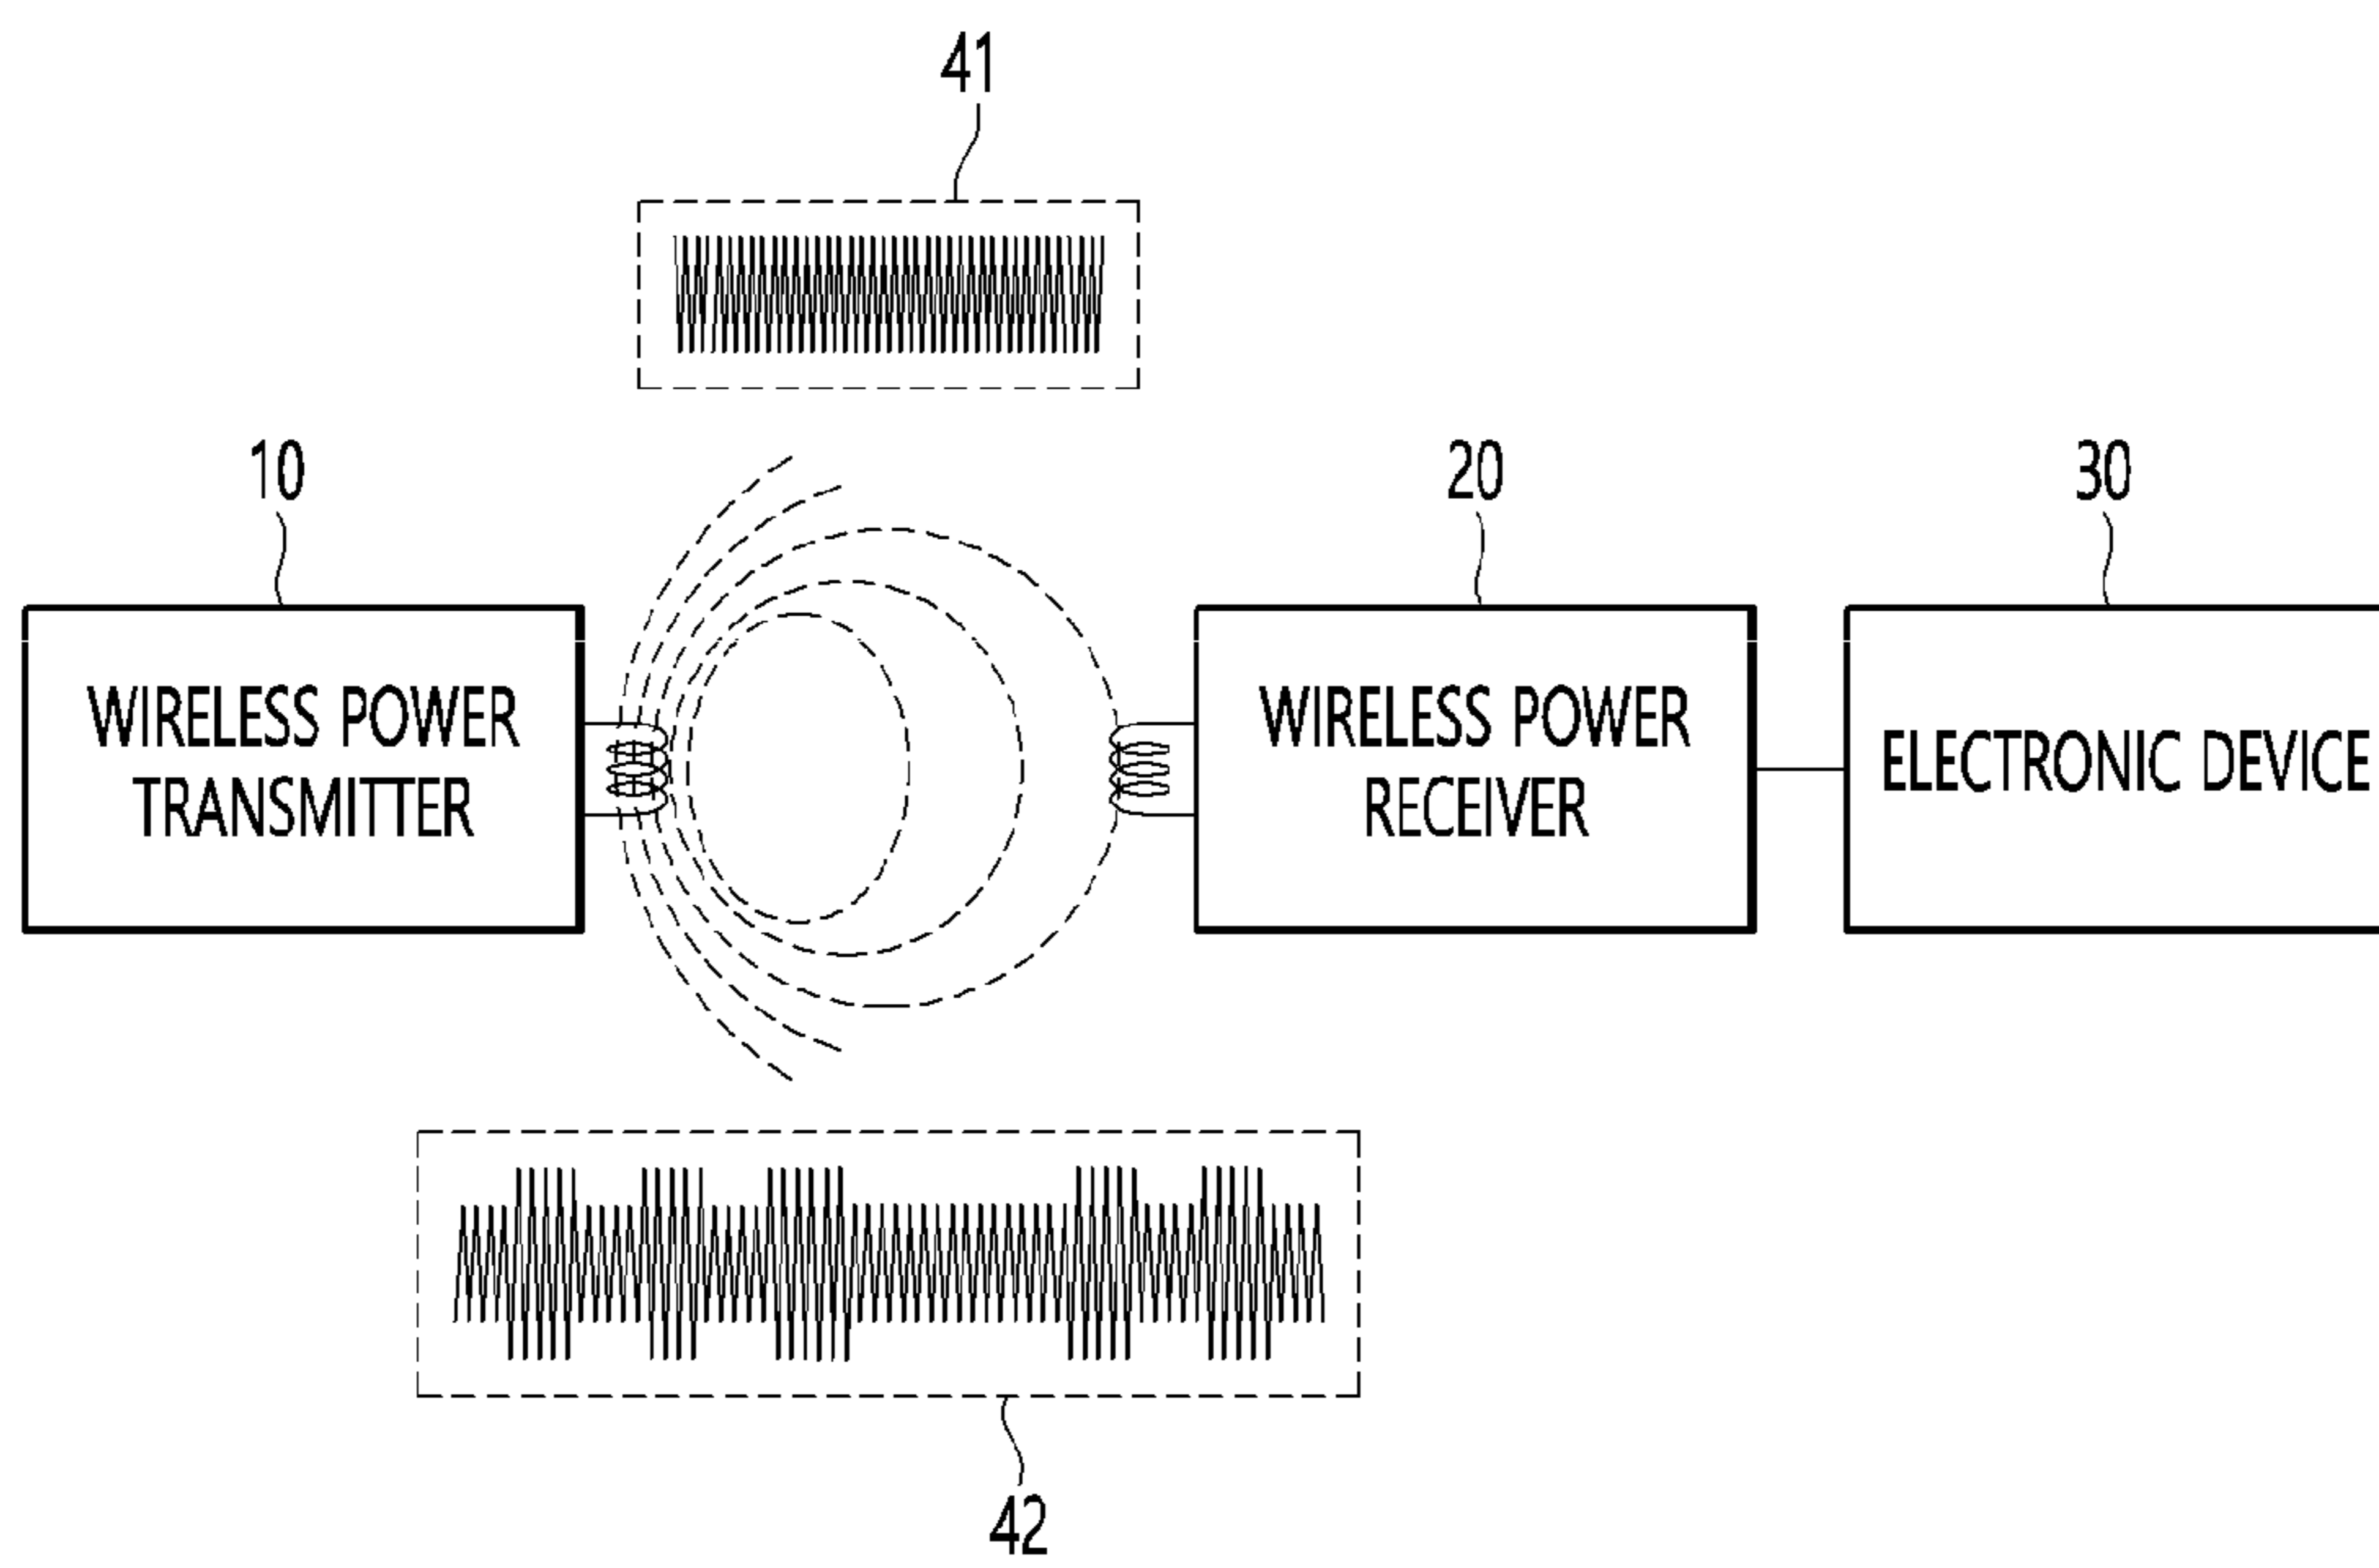 41
10
20
30
WIRELESS POWER
TRANSMITTER
WIRELESS POWER
RECEIVER
ELECTRONIC DEVICE
42